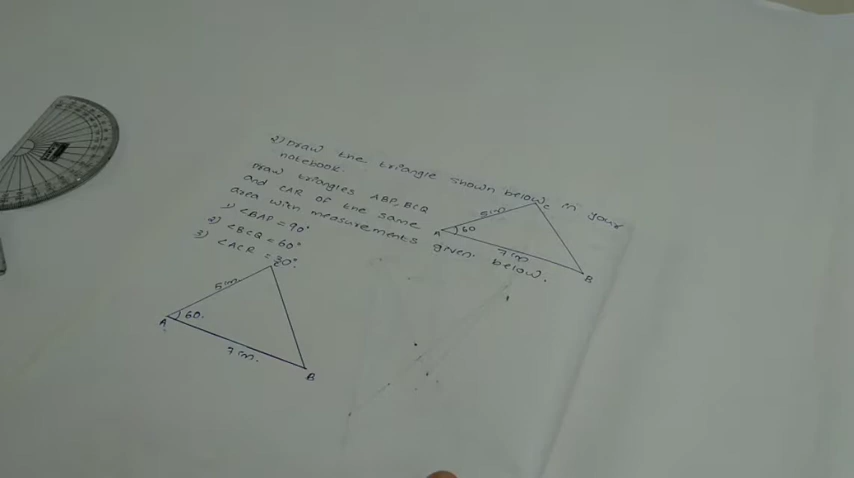 2) Draw the triangle shown below in your
notebook.
Draw triangles ABP, BCQ
and CAR of the same
area with measurements given below.
1) ∠BAP = 90°
2) ∠BCQ = 60°
3) ∠ACR = 30°.
C
5cm
A
60
7cm
B
C
5cm
A
60.
7cm.
B